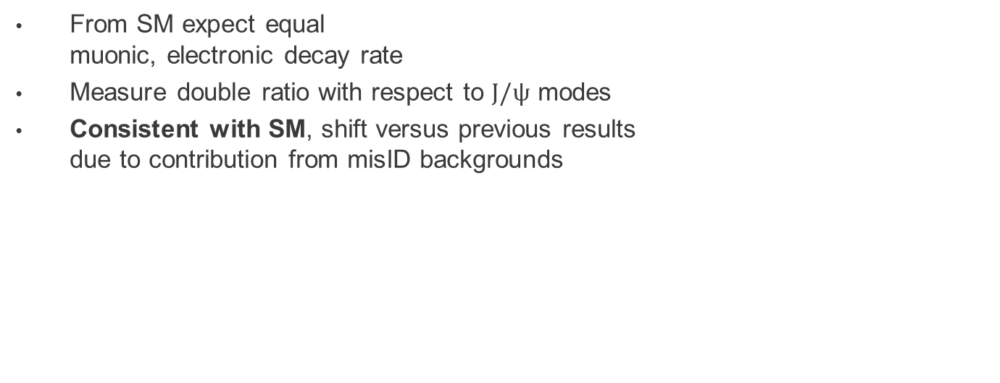 • From SM expect equal
muonic, electronic decay rate
• Measure double ratio with respect to J/ψ modes
• Consistent with SM, shift versus previous results
due to contribution from misID backgrounds